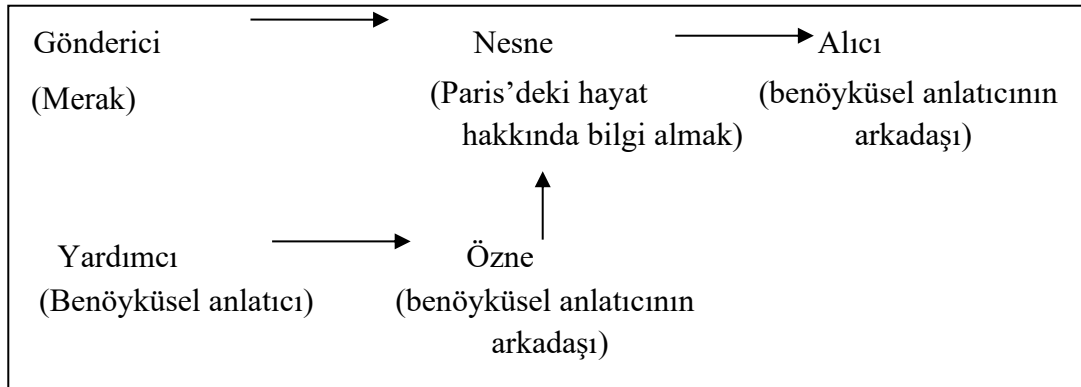 Gönderici Nesne Alıcı
(Merak) (Paris’deki hayat (benöyküsel anlatıcının
hakkında bilgi almak) arkadaşı)
Yardımcı Özne
(Benöyküsel anlatıcı) (benöyküsel anlatıcının
arkadaşı)